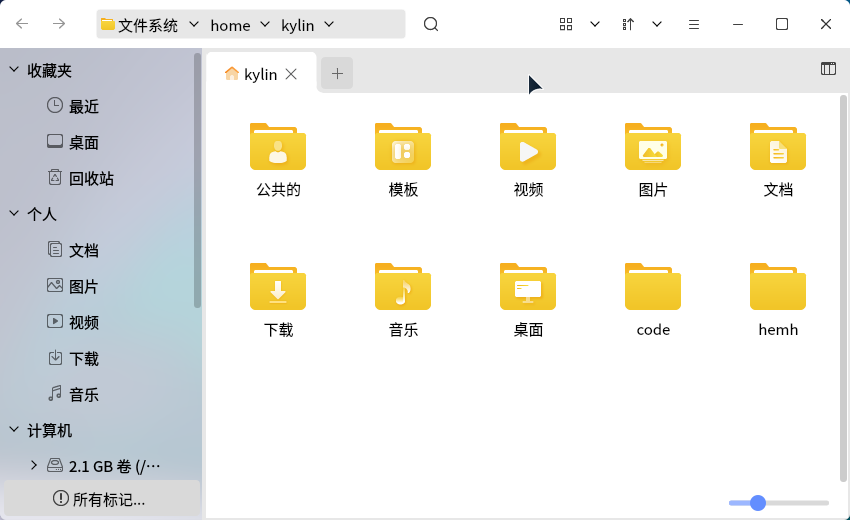 文件系统 home kylin
收藏夹
最近
桌面
回收站
个人
文档
图片
视频
下载
音乐
计算机
2.1 GB 卷 (/···
所有标记...
kylin
公共的 模板 视频 图片 文档
下载 音乐 桌面 code hemh